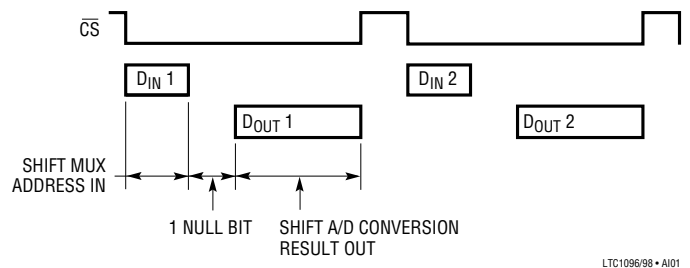 CS
DIN 1
DIN 2
DOUT 1
DOUT 2
SHIFT MUX
ADDRESS IN
1 NULL BIT
SHIFT A/D CONVERSION
RESULT OUT
LTC1096/98 • AI01